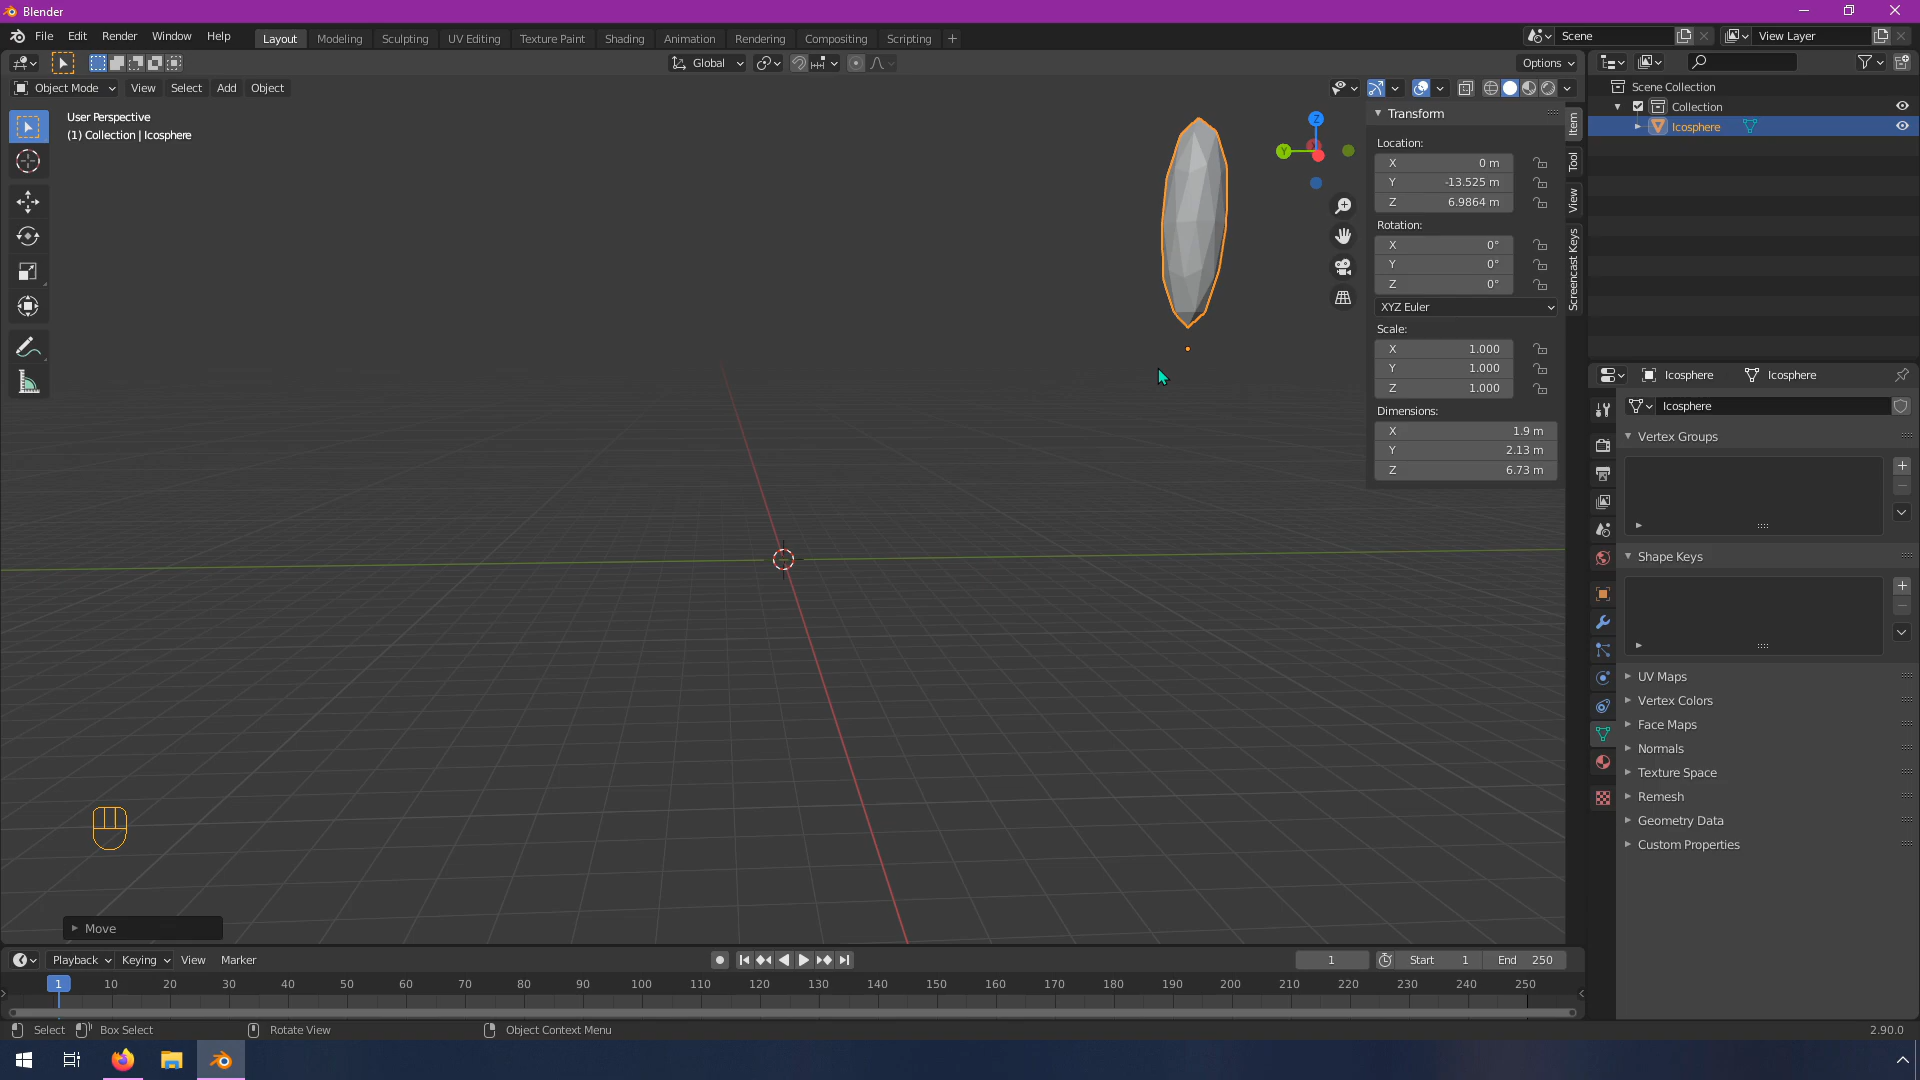 Blender
File Edit Render Window Help
Layout Modeling Sculpting UV Editing Texture Paint Shading Animation Rendering Compositing Scripting +
Scene
View Layer
Global
Options
Object Mode View Select Add Object
User Perspective
(1) Collection | Icosphere
Z
Y
Transform
Location:
X 0 m
Y -13.525 m
Z 6.9864 m
Rotation:
X 0°
Y 0°
Z 0°
XYZ Euler
Scale:
X 1.000
Y 1.000
Z 1.000
Dimensions:
X 1.9 m
Y 2.13 m
Z 6.73 m
Item
Tool
View
Screencast Keys
Scene Collection
Collection
Icosphere
Icosphere Icosphere
Icosphere
Vertex Groups
Shape Keys
UV Maps
Vertex Colors
Face Maps
Normals
Texture Space
Remesh
Geometry Data
Custom Properties
Move
Playback Keying View Marker
1 Start 1 End 250
1 10 20 30 40 50 60 70 80 90 100 110 120 130 140 150 160 170 180 190 200 210 220 230 240 250
Select Box Select Rotate View Object Context Menu 2.90.0